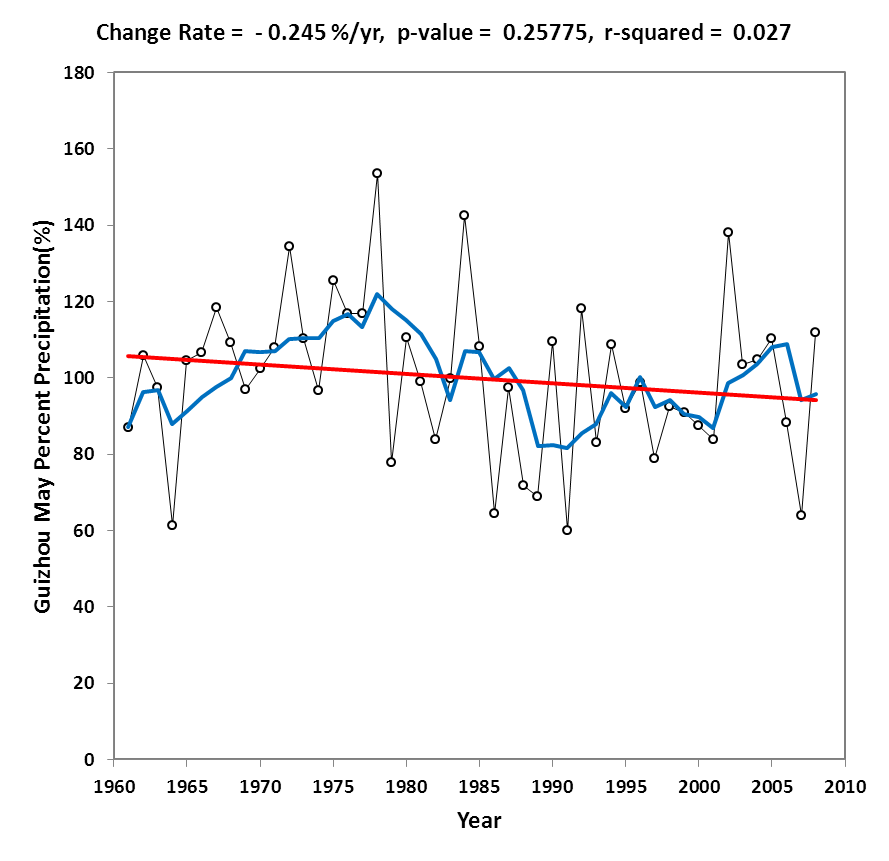 Change Rate = - 0.245 %/yr, p-value = 0.25775, r-squared = 0.027
180
160
140
120
100
80
60
40
20
0
Guizhou May Percent Precipitation(%)
1960 1965 1970 1975 1980 1985 1990 1995 2000 2005 2010
Year